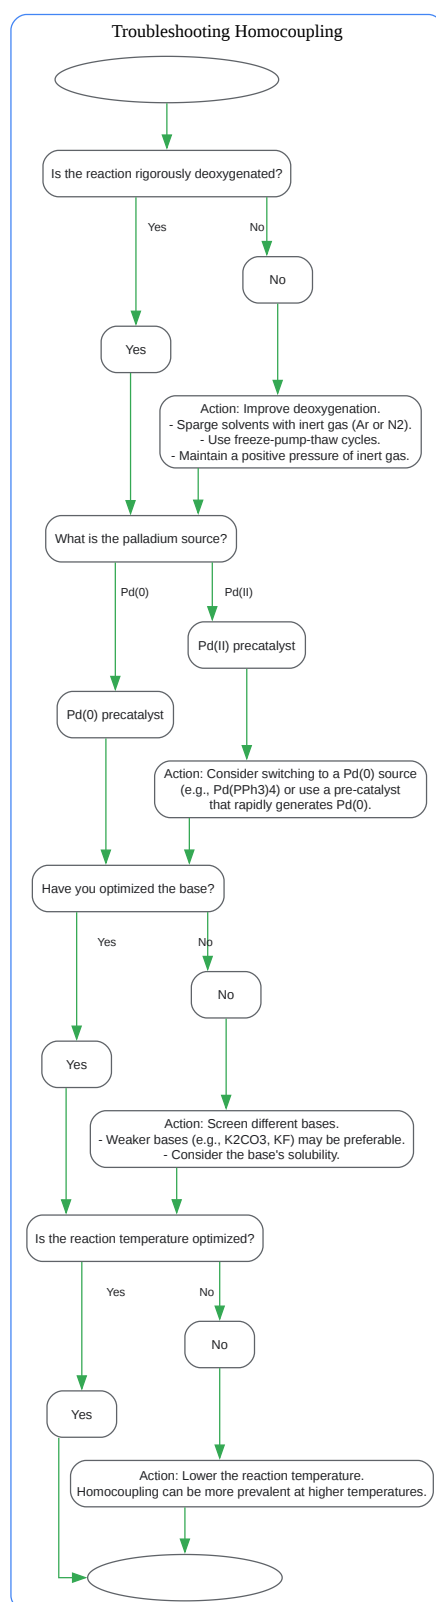 Troubleshooting Homocoupling
Is the reaction rigorously deoxygenated?
Yes
No
No
Yes
Action: Improve deoxygenation.
- Sparge solvents with inert gas (Ar or N2).
- Use freeze-pump-thaw cycles.
- Maintain a positive pressure of inert gas.
What is the palladium source?
Pd(0)
Pd(II)
Pd(II) precatalyst
Pd(0) precatalyst
Action: Consider switching to a Pd(0) source
(e.g., Pd(PPh3)4) or use a pre-catalyst
that rapidly generates Pd(0).
Have you optimized the base?
Yes
No
No
Yes
Action: Screen different bases.
- Weaker bases (e.g., K2CO3, KF) may be preferable.
- Consider the base's solubility.
Is the reaction temperature optimized?
Yes
No
No
Yes
Action: Lower the reaction temperature.
Homocoupling can be more prevalent at higher temperatures.